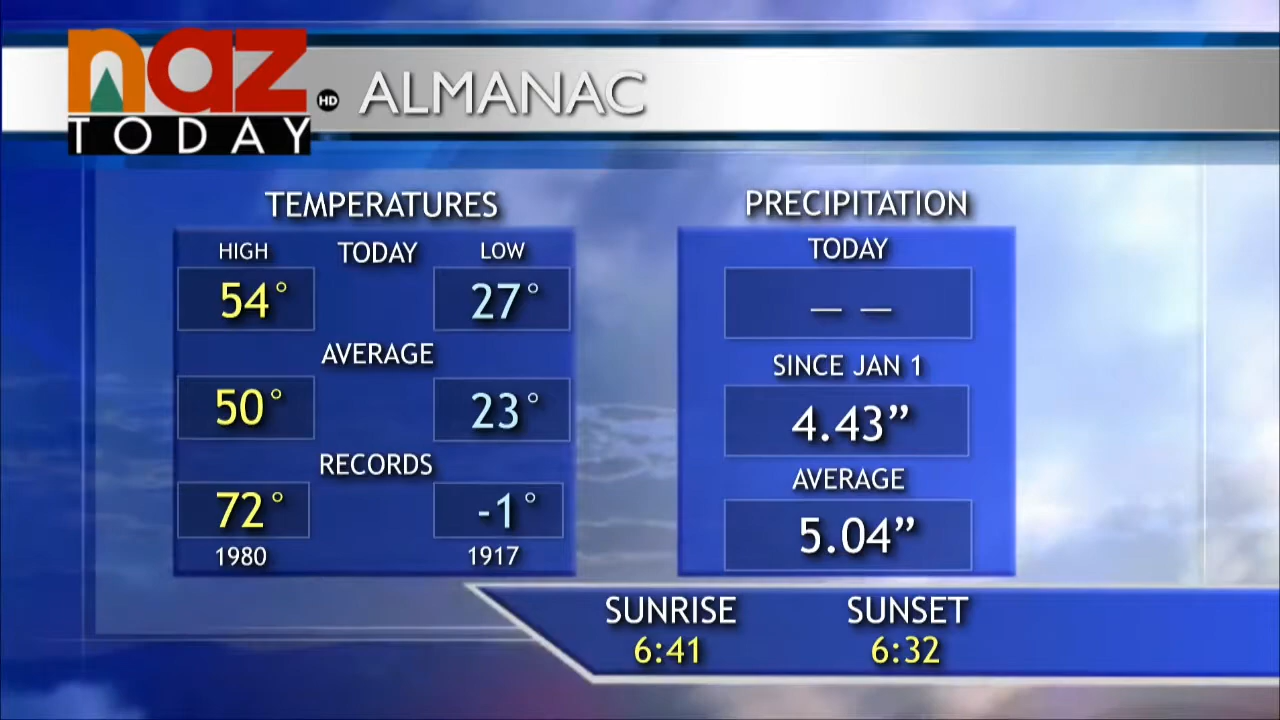 naz
TODAY
HD
ALMANAC
TEMPERATURES
HIGH TODAY LOW
54° 27°
AVERAGE
50° 23°
RECORDS
72° -1°
1980 1917
PRECIPITATION
TODAY
— —
SINCE JAN 1
4.43”
AVERAGE
5.04”
SUNRISE SUNSET
6:41 6:32